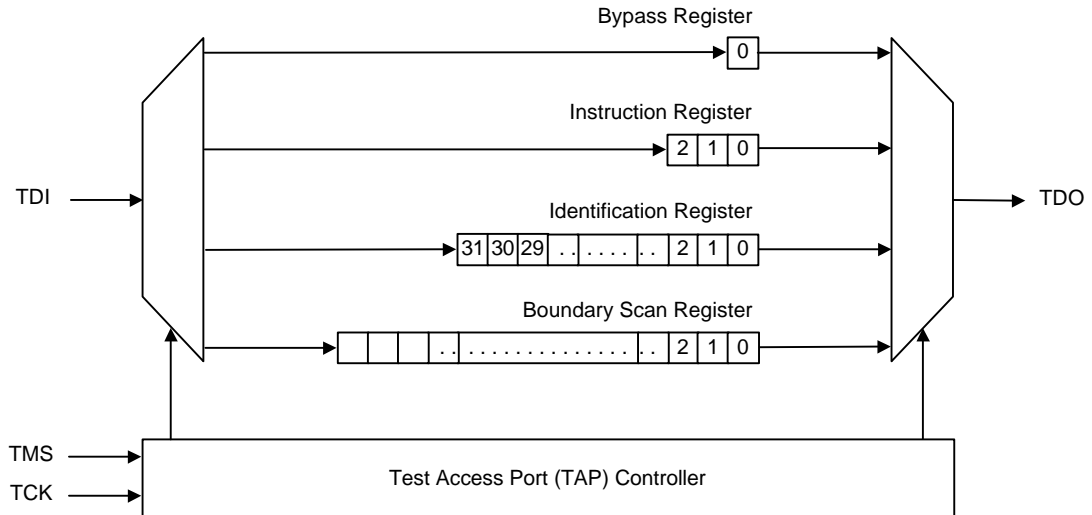 Bypass Register
0
Instruction Register
2 1 0
TDI
TDO
Identification Register
31 30 29 . . . . . . . . 2 1 0
Boundary Scan Register
. . . . . . . . . . . . . . . . . . 2 1 0
TMS
TCK
Test Access Port (TAP) Controller